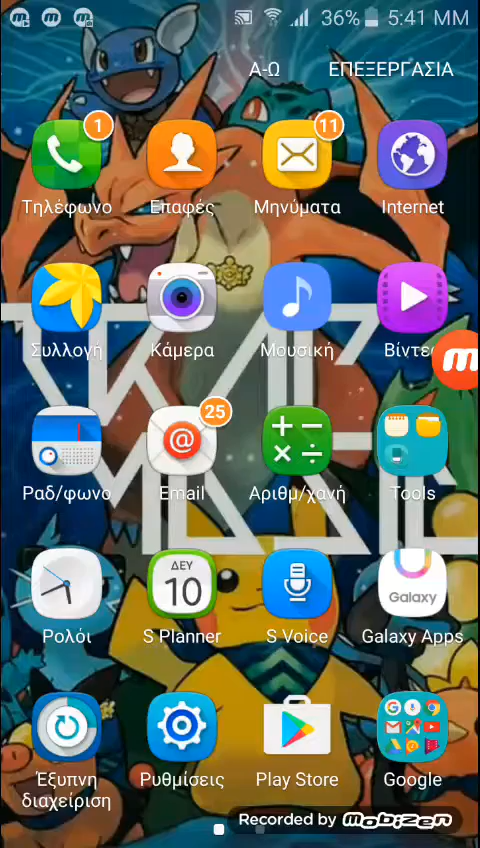 36% 5:41 MM
Α-Ω ΕΠΕΞΕΡΓΑΣΙΑ
1 11
Τηλέφωνο Επαφές Μηνύματα Internet
Συλλογή Κάμερα Μουσική Βίντε
25
Ραδ/φωνο Email Αριθμ/χανή Tools
ΔΕΥ
10
Galaxy
Ρολόι S Planner S Voice Galaxy Apps
Έξυπνη διαχείριση Ρυθμίσεις Play Store Google
Recorded by mobizen